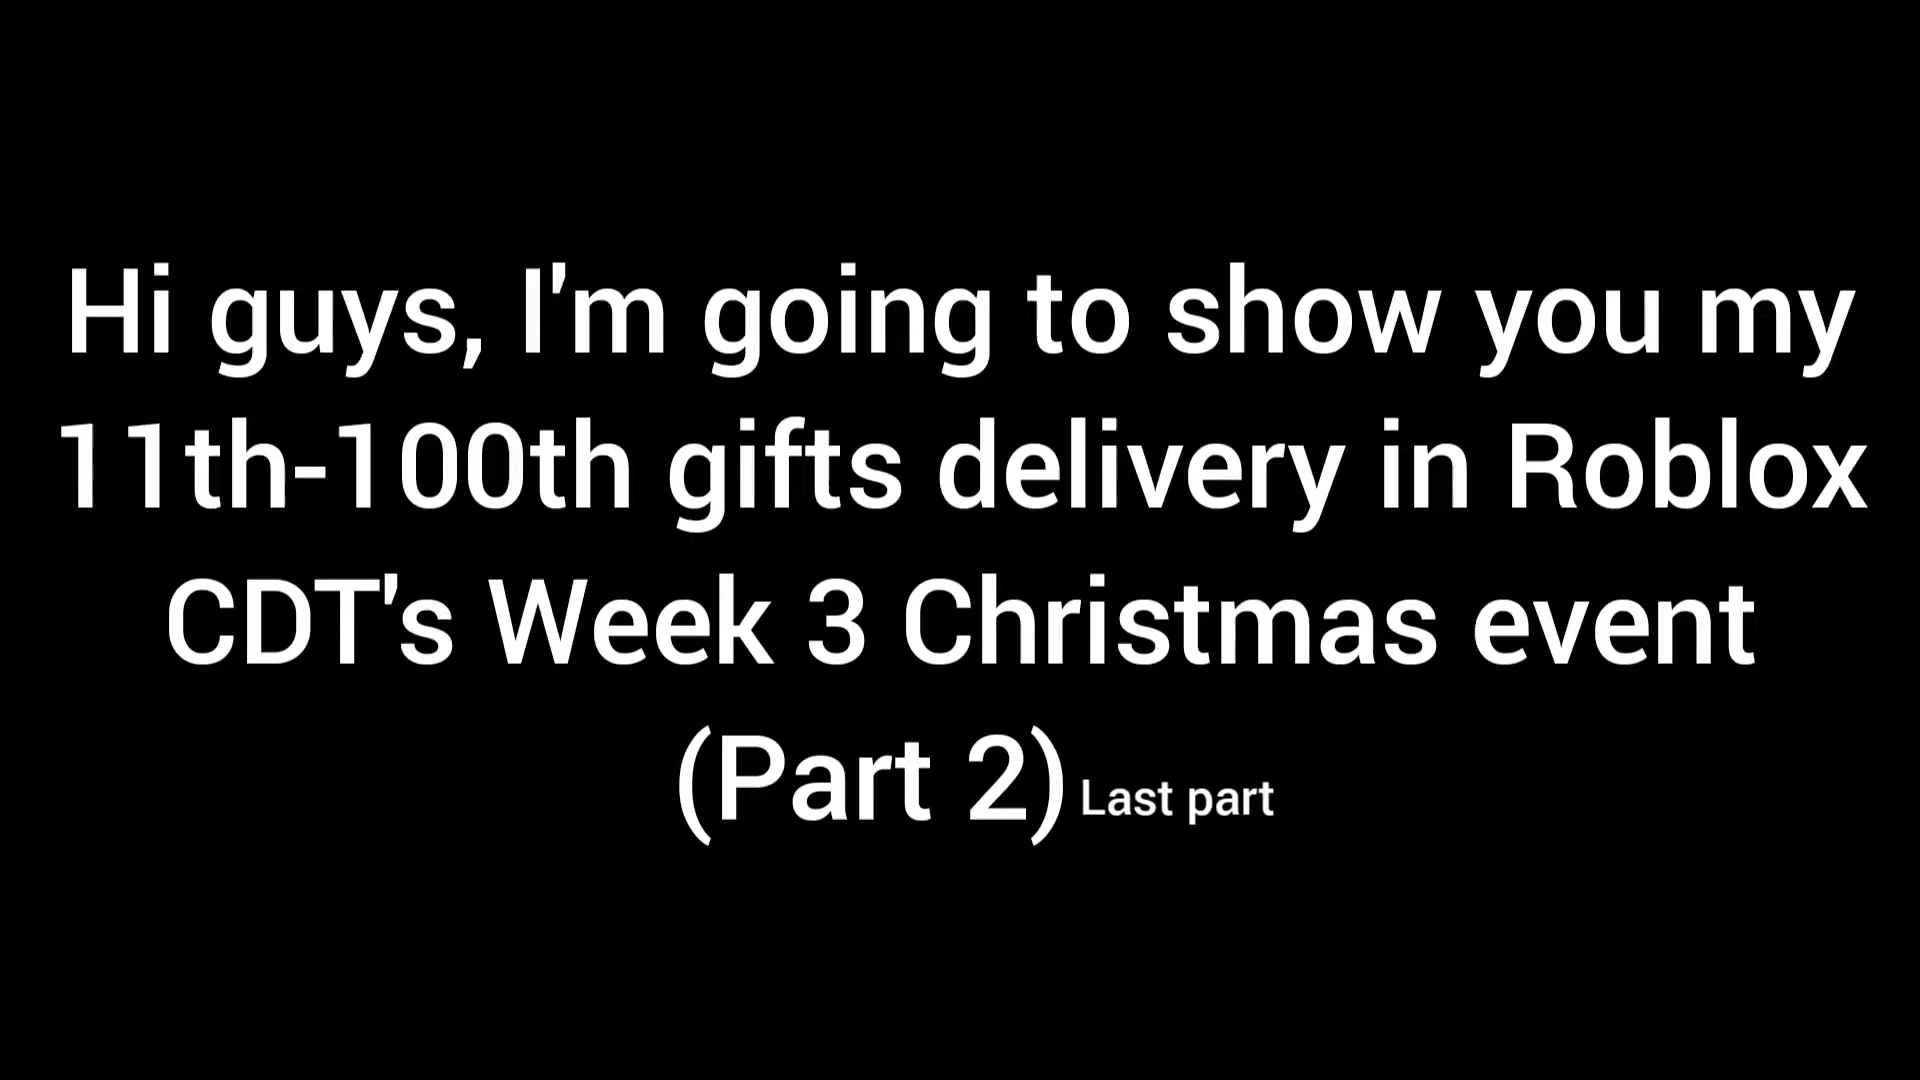 Hi guys, I'm going to show you my
11th-100th gifts delivery in Roblox
CDT's Week 3 Christmas event
(Part 2) Last part